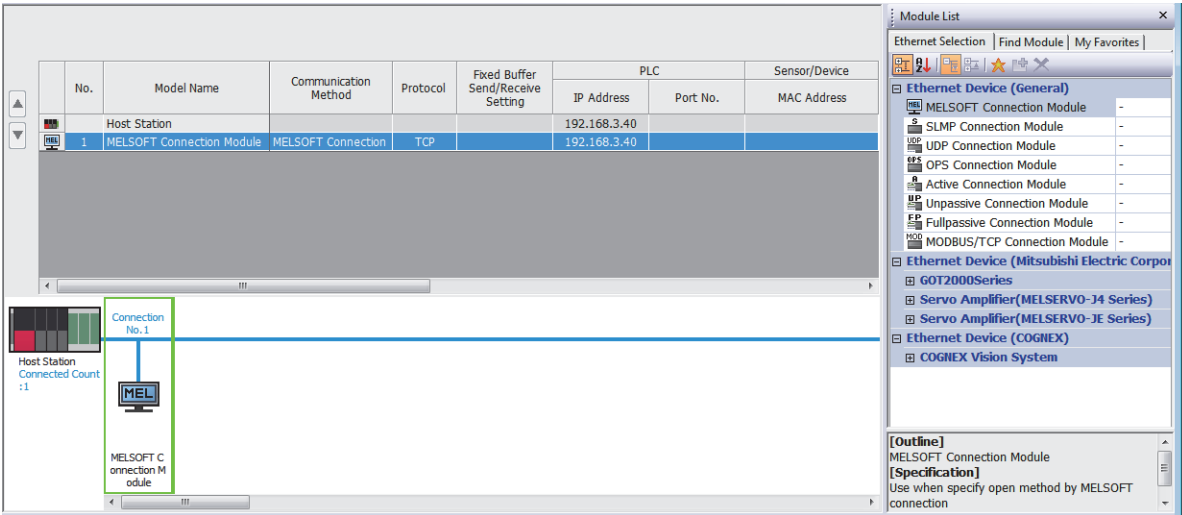 No.
Model Name
Communication
Method
Protocol
Fixed Buffer
Send/Receive
Setting
PLC
IP Address
Port No.
Sensor/Device
MAC Address
Host Station 192.168.3.40
1 MELSOFT Connection Module MELSOFT Connection TCP 192.168.3.40
Connection
No.1
Host Station
Connected Count
:1
MEL
MELSOFT C
onnection M
odule
Module List
Ethernet Selection Find Module My Favorites
Ethernet Device (General)
MELSOFT Connection Module -
SLMP Connection Module -
UDP Connection Module -
OPS Connection Module -
Active Connection Module -
Unpassive Connection Module -
Fullpassive Connection Module -
MODBUS/TCP Connection Module -
Ethernet Device (Mitsubishi Electric Corpor
GOT2000Series
Servo Amplifier(MELSERVO-J4 Series)
Servo Amplifier(MELSERVO-JE Series)
Ethernet Device (COGNEX)
COGNEX Vision System
[Outline]
MELSOFT Connection Module
[Specification]
Use when specify open method by MELSOFT
connection